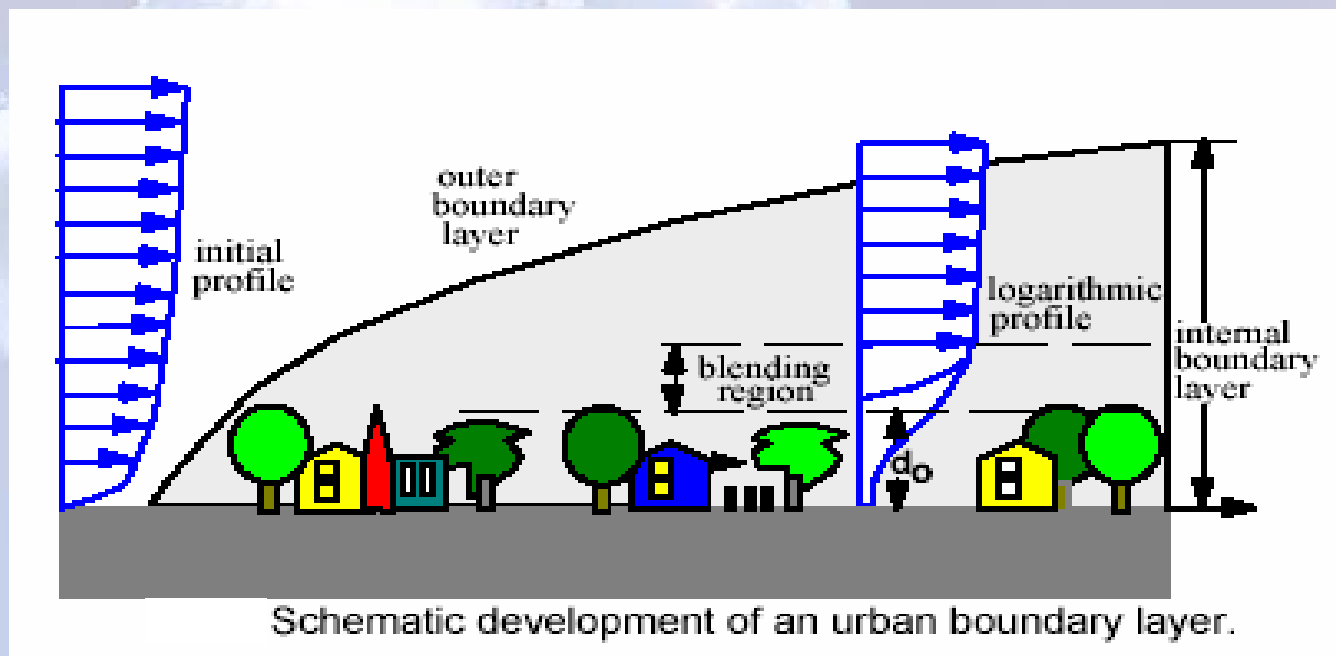 outer
boundary
layer
initial
profile
logarithmic
profile
internal
boundary
layer
blending
region
do
Schematic development of an urban boundary layer.